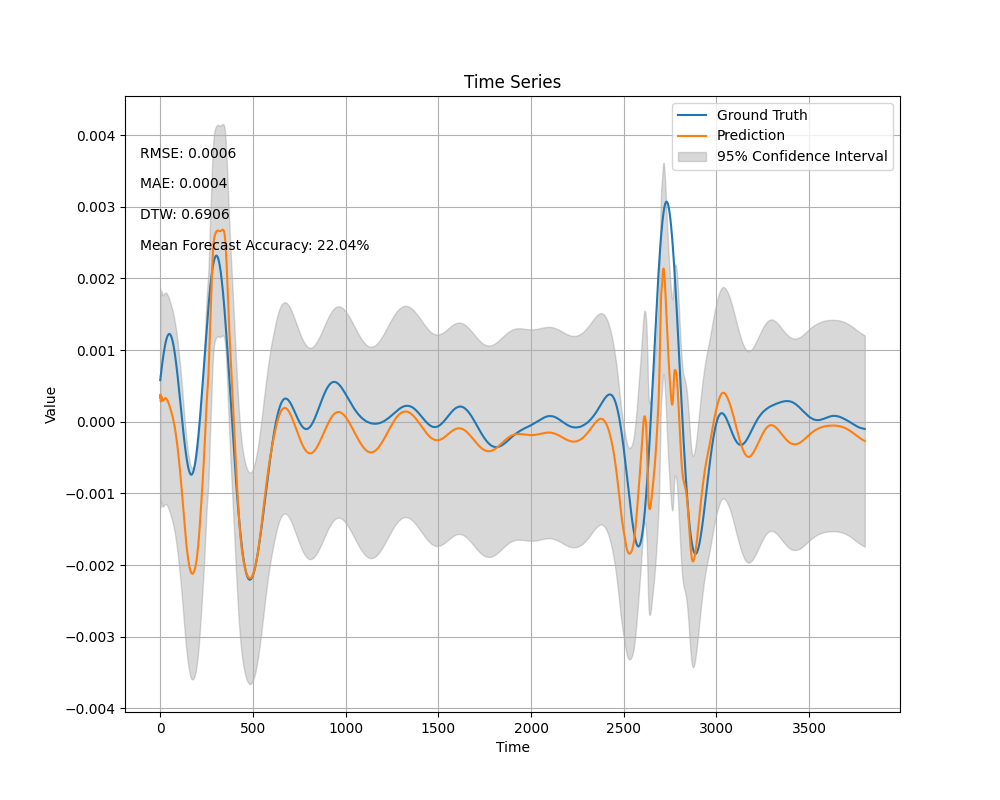 Time Series
Ground Truth
Prediction
95% Confidence Interval
RMSE: 0.0006
MAE: 0.0004
DTW: 0.6906
Mean Forecast Accuracy: 22.04%
Value
0.004
0.003
0.002
0.001
0.000
−0.001
−0.002
−0.003
−0.004
0 500 1000 1500 2000 2500 3000 3500
Time